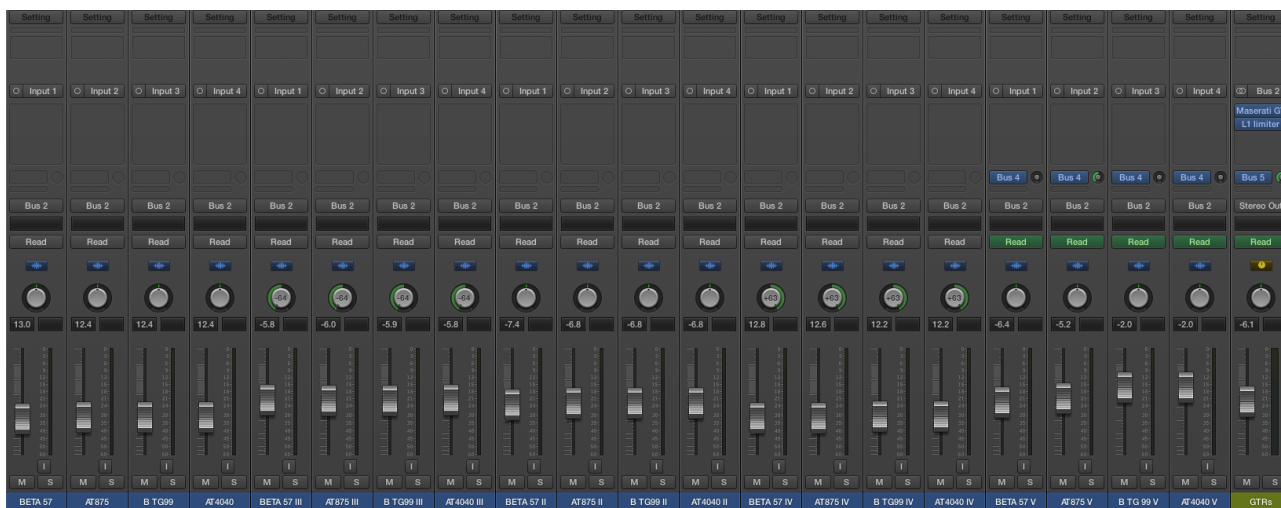 Setting Setting Setting Setting Setting Setting Setting Setting Setting Setting Setting Setting Setting Setting Setting Setting Setting Setting Setting Setting Setting
Input 1 Input 2 Input 3 Input 4 Input 1 Input 2 Input 3 Input 4 Input 1 Input 2 Input 3 Input 4 Input 1 Input 2 Input 3 Input 4 Input 1 Input 2 Input 3 Input 4 Bus 2
Maserati G
L1 limiter
Bus 4 Bus 4 Bus 4 Bus 4 Bus 5
Bus 2 Bus 2 Bus 2 Bus 2 Bus 2 Bus 2 Bus 2 Bus 2 Bus 2 Bus 2 Bus 2 Bus 2 Bus 2 Bus 2 Bus 2 Bus 2 Bus 2 Bus 2 Bus 2 Bus 2 Stereo Out
Read Read Read Read Read Read Read Read Read Read Read Read Read Read Read Read Read Read Read Read Read
-64 -64 -64 -64 +63 +63 +63 +63
13.0 12.4 12.4 12.4 -5.8 -6.0 -5.9 -5.8 -7.4 -6.8 -6.8 -6.8 12.8 12.6 12.2 12.2 -6.4 -5.2 -2.0 -2.0 -6.1
I I I I I I I I I I I I I I I I I I I I
M S M S M S M S M S M S M S M S M S M S M S M S M S M S M S M S M S M S M S M S M S
BETA 57 AT875 B TG99 AT4040 BETA 57 III AT875 III B TG99 III AT4040 III BETA 57 II AT875 II B TG99 II AT4040 II BETA 57 IV AT875 IV B TG99 IV AT4040 IV BETA 57 V AT875 V B TG 99 V AT4040 V GTRs